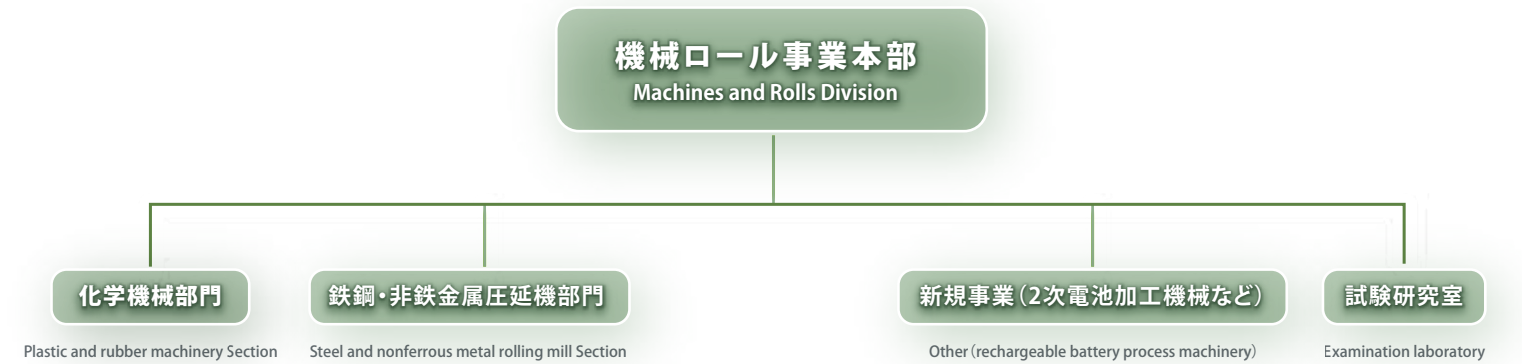 機械ロール事業本部
Machines and Rolls Division
化学機械部門
鉄鋼・非鉄金属圧延機部門
新規事業（2次電池加工機械など）
試験研究室
Plastic and rubber machinery Section
Steel and nonferrous metal rolling mill Section
Other（rechargeable battery process machinery）
Examination laboratory